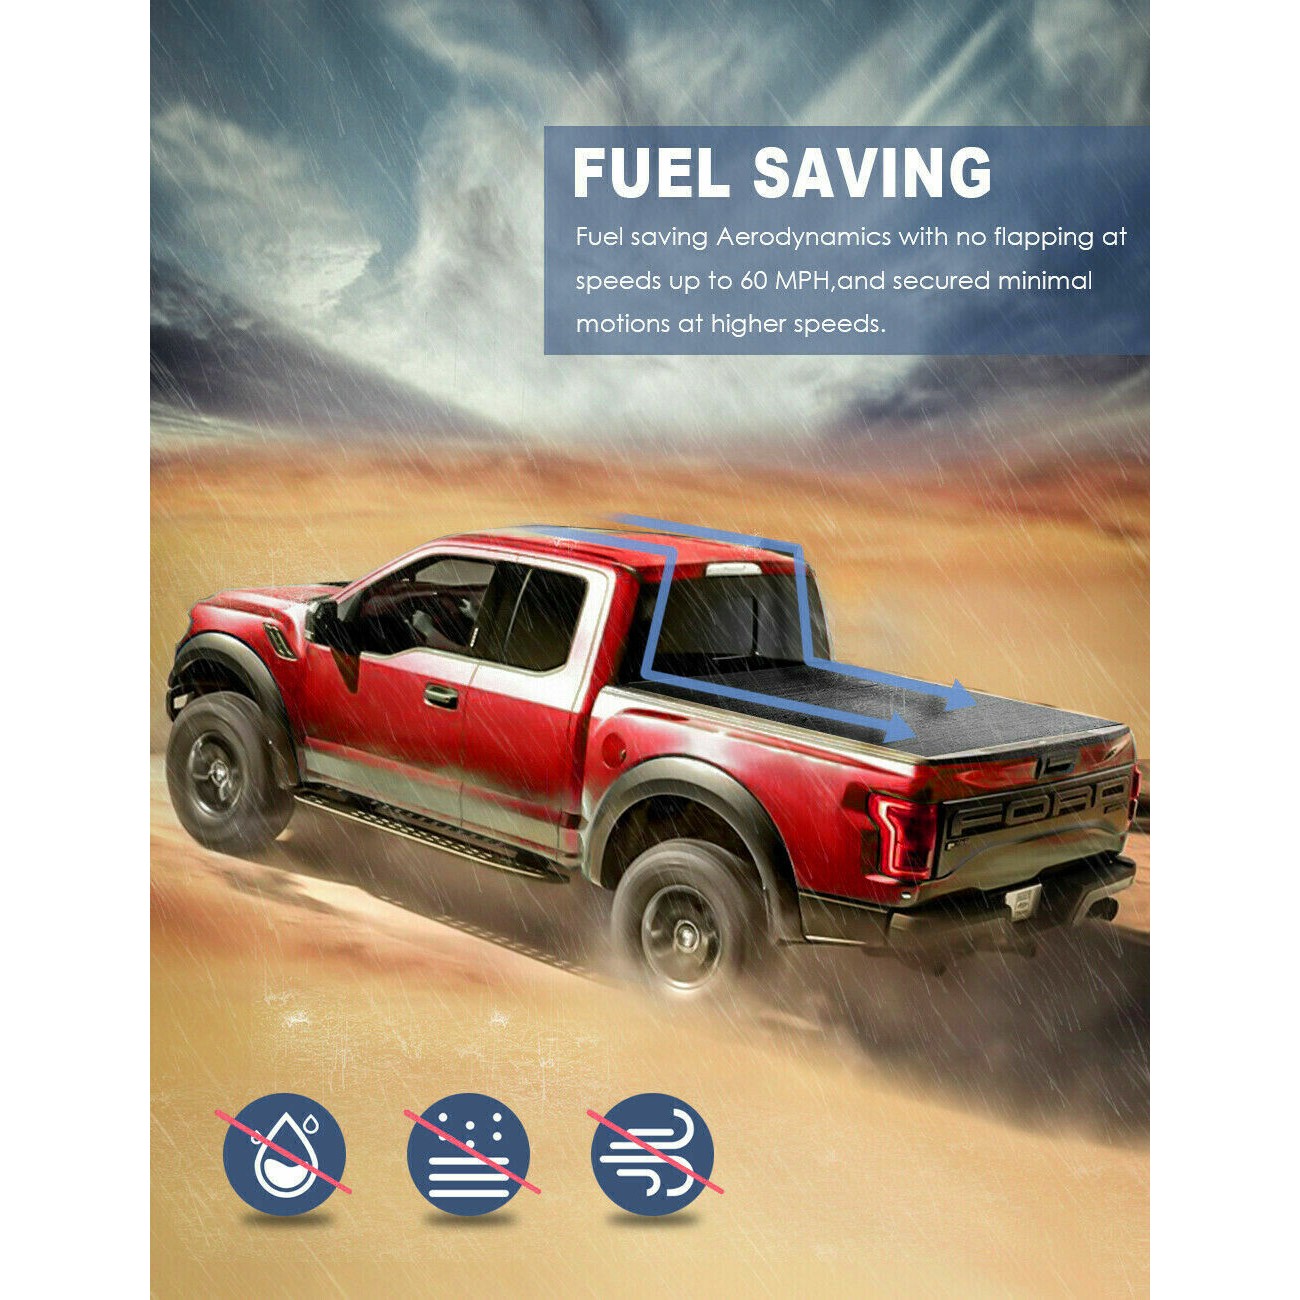 FUEL SAVING
Fuel saving Aerodynamics with no flapping at
speeds up to 60 MPH,and secured minimal
motions at higher speeds.
FORD